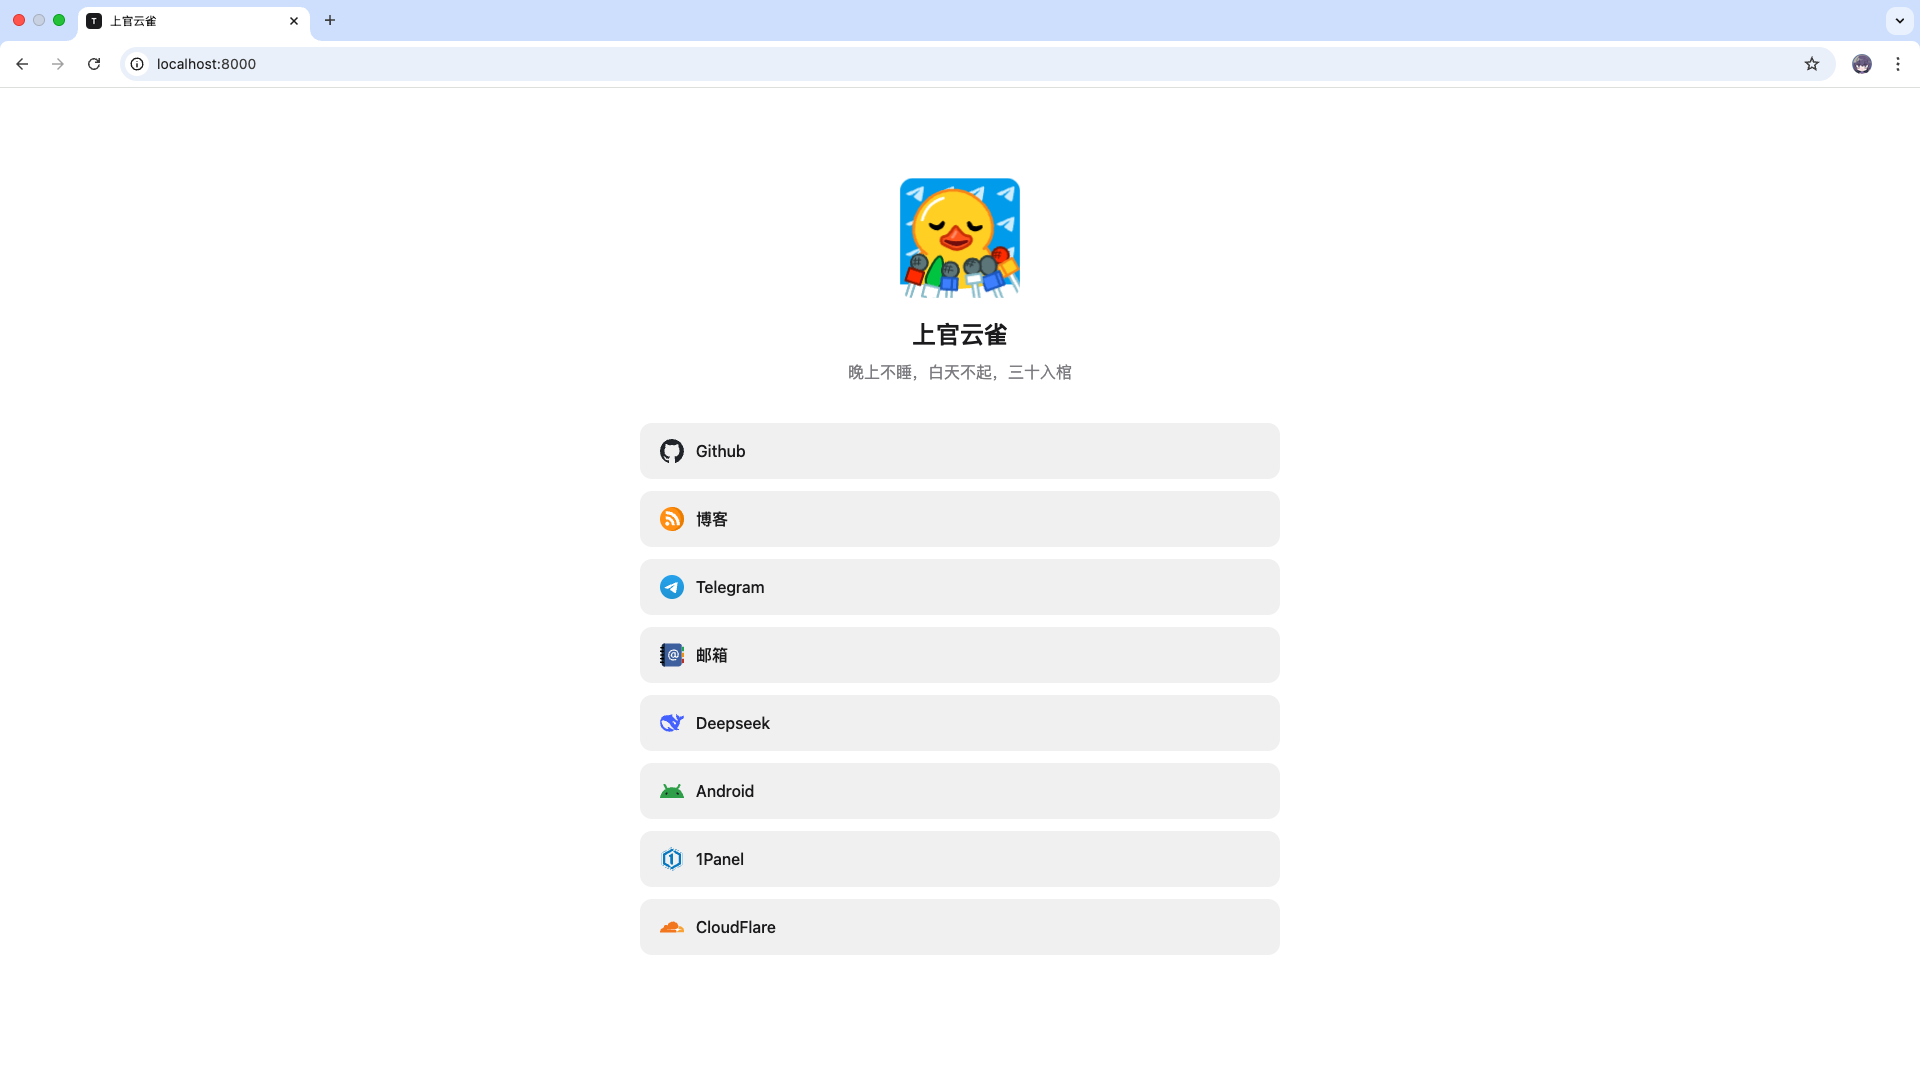 上官云雀
localhost:8000
上官云雀
晚上不睡，白天不起，三十入棺
Github
博客
Telegram
邮箱
Deepseek
Android
1Panel
CloudFlare